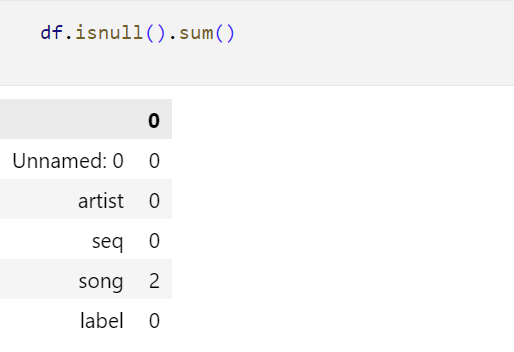 df.isnull().sum()
0
Unnamed: 0 0
artist 0
seq 0
song 2
label 0